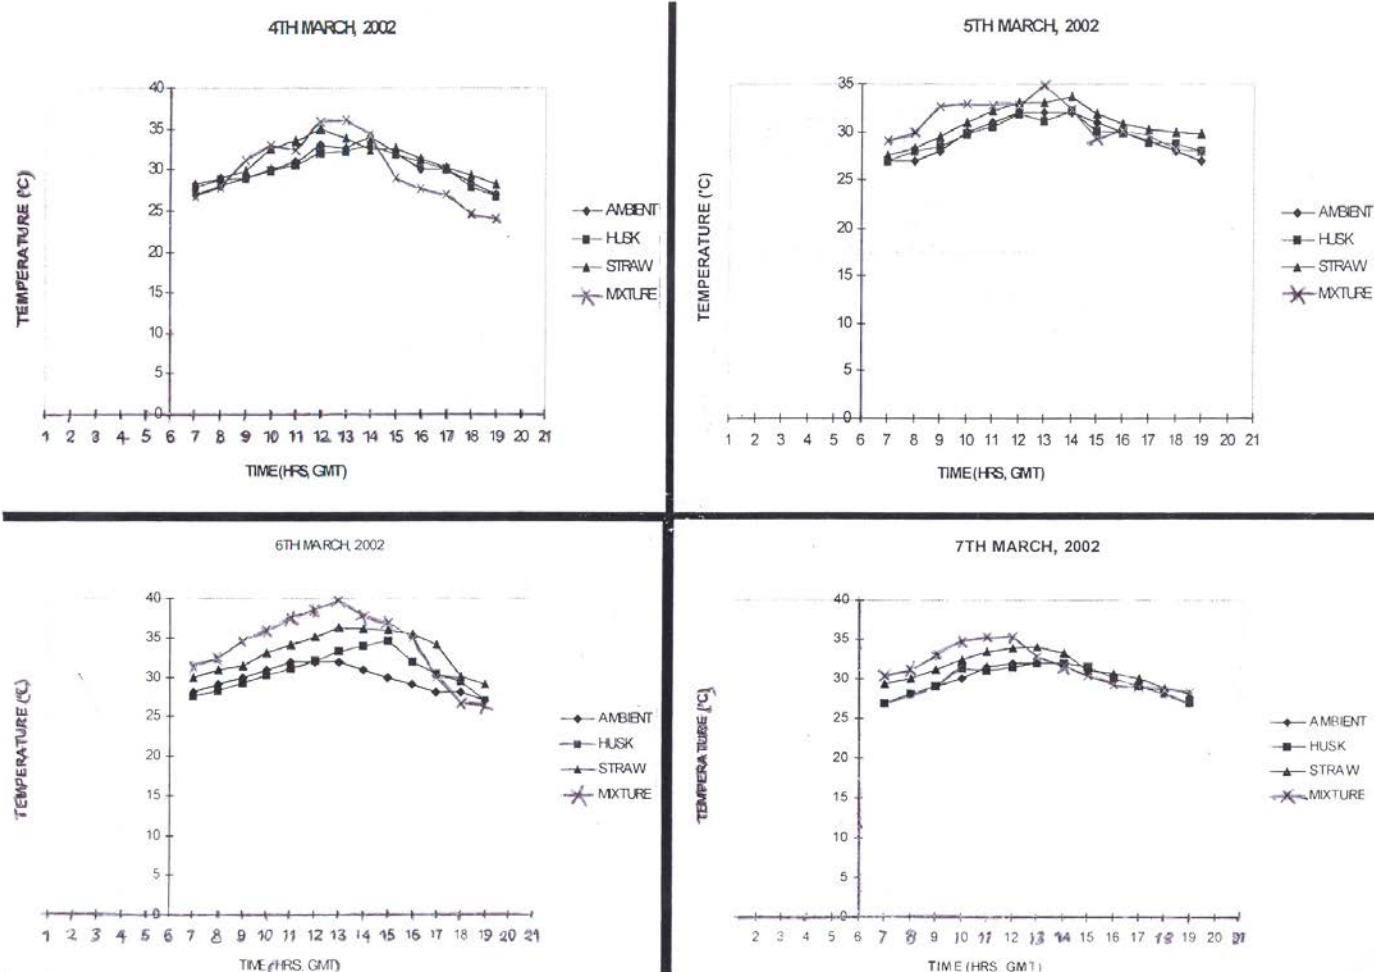 4TH MARCH, 2002
TEMPERATURE (°C)
40
35
30
25
20
15
10
5
0
1 2 3 4 5 6 7 8 9 10 11 12 13 14 15 16 17 18 19 20 21
TIME(HRS, GMT)
AMBIENT
HUSK
STRAW
MIXTURE
5TH MARCH, 2002
TEMPERATURE (°C)
35
30
25
20
15
10
5
0
1 2 3 4 5 6 7 8 9 10 11 12 13 14 15 16 17 18 19 20 21
TIME(HRS, GMT)
AMBIENT
HUSK
STRAW
MIXTURE
6TH MARCH, 2002
TEMPERATURE (°C)
40
35
30
25
20
15
10
5
0
1 2 3 4 5 6 7 8 9 10 11 12 13 14 15 16 17 18 19 20 21
TIME(HRS, GMT)
AMBIENT
HUSK
STRAW
MIXTURE
7TH MARCH, 2002
TEMPERATURE (°C)
40
35
30
25
20
15
10
5
0
2 3 4 5 6 7 8 9 10 11 12 13 14 15 16 17 18 19 20 21
TIME(HRS, GMT)
AMBIENT
HUSK
STRAW
MIXTURE